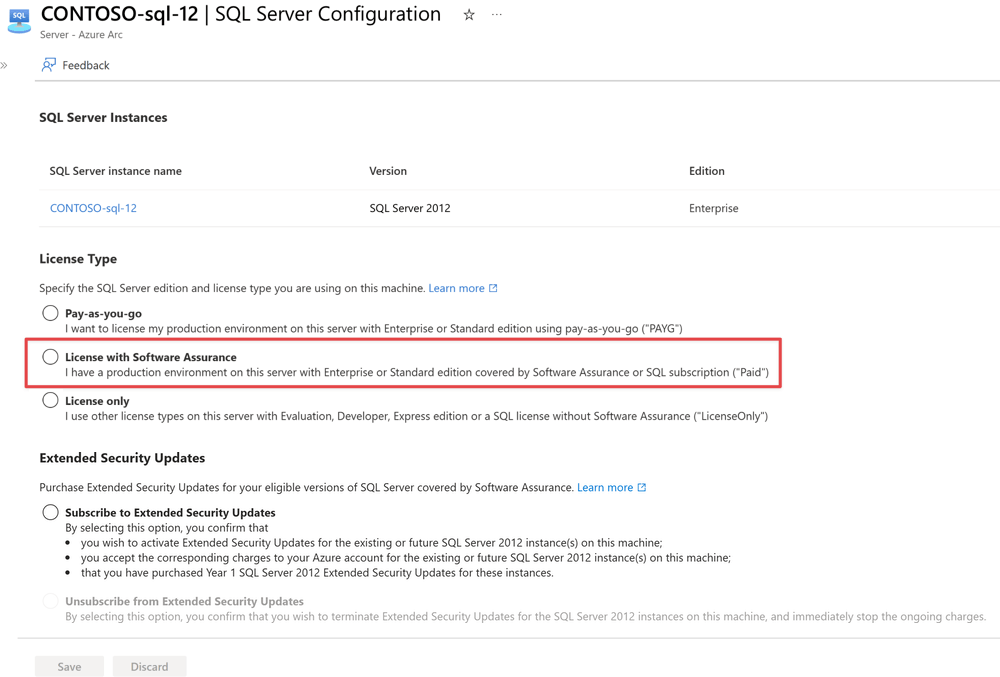 SQL
CONTOSO-sql-12 | SQL Server Configuration ☆ ···
Server - Azure Arc
» Feedback
SQL Server Instances
SQL Server instance name Version Edition
CONTOSO-sql-12 SQL Server 2012 Enterprise
License Type
Specify the SQL Server edition and license type you are using on this machine. Learn more
Pay-as-you-go
I want to license my production environment on this server with Enterprise or Standard edition using pay-as-you-go ("PAYG")
License with Software Assurance
I have a production environment on this server with Enterprise or Standard edition covered by Software Assurance or SQL subscription ("Paid")
License only
I use other license types on this server with Evaluation, Developer, Express edition or a SQL license without Software Assurance ("LicenseOnly")
Extended Security Updates
Purchase Extended Security Updates for your eligible versions of SQL Server covered by Software Assurance. Learn more
Subscribe to Extended Security Updates
By selecting this option, you confirm that
• you wish to activate Extended Security Updates for the existing or future SQL Server 2012 instance(s) on this machine;
• you accept the corresponding charges to your Azure account for the existing or future SQL Server 2012 instance(s) on this machine;
• that you have purchased Year 1 SQL Server 2012 Extended Security Updates for these instances.
Unsubscribe from Extended Security Updates
By selecting this option, you confirm that you wish to terminate Extended Security Updates for the SQL Server 2012 instances on this machine, and immediately stop the ongoing charges.
Save Discard